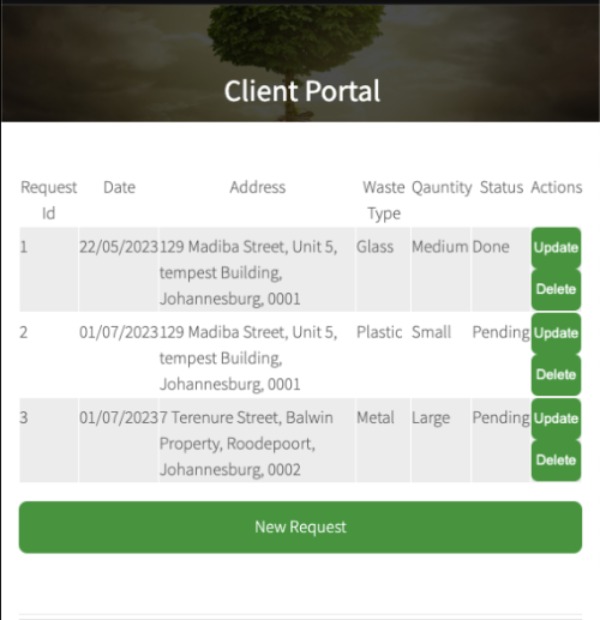 Client Portal
Request Date Address Waste Qauntity Status Actions
Id Type
1 22/05/2023 129 Madiba Street, Unit 5, Glass Medium Done Update
tempest Building,
Johannesburg, 0001 Delete
2 01/07/2023 129 Madiba Street, Unit 5, Plastic Small Pending Update
tempest Building,
Johannesburg, 0001 Delete
3 01/07/2023 7 Terenure Street, Balwin Metal Large Pending Update
Property, Roodepoort,
Johannesburg, 0002 Delete
New Request